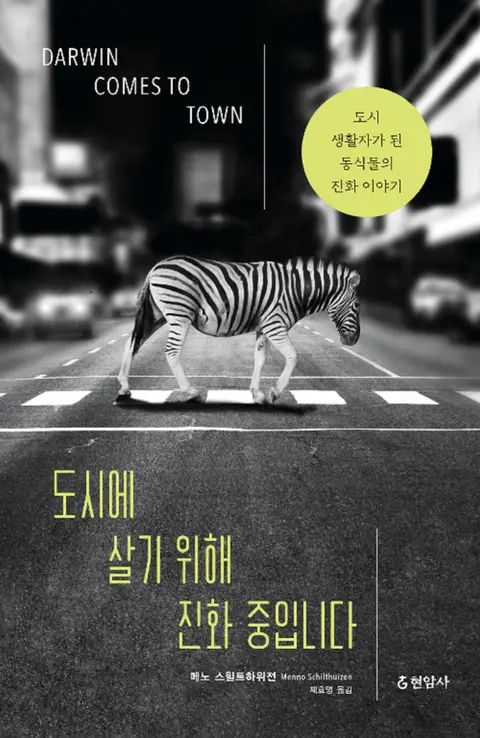 DARWIN
COMES TO
TOWN
도시
생활자가 된
동식물의
진화 이야기
도시에
살기 위해
진화 중입니다
메노 스힐트하위전 Menno Schilthuizen
제효영 옮김
현암사